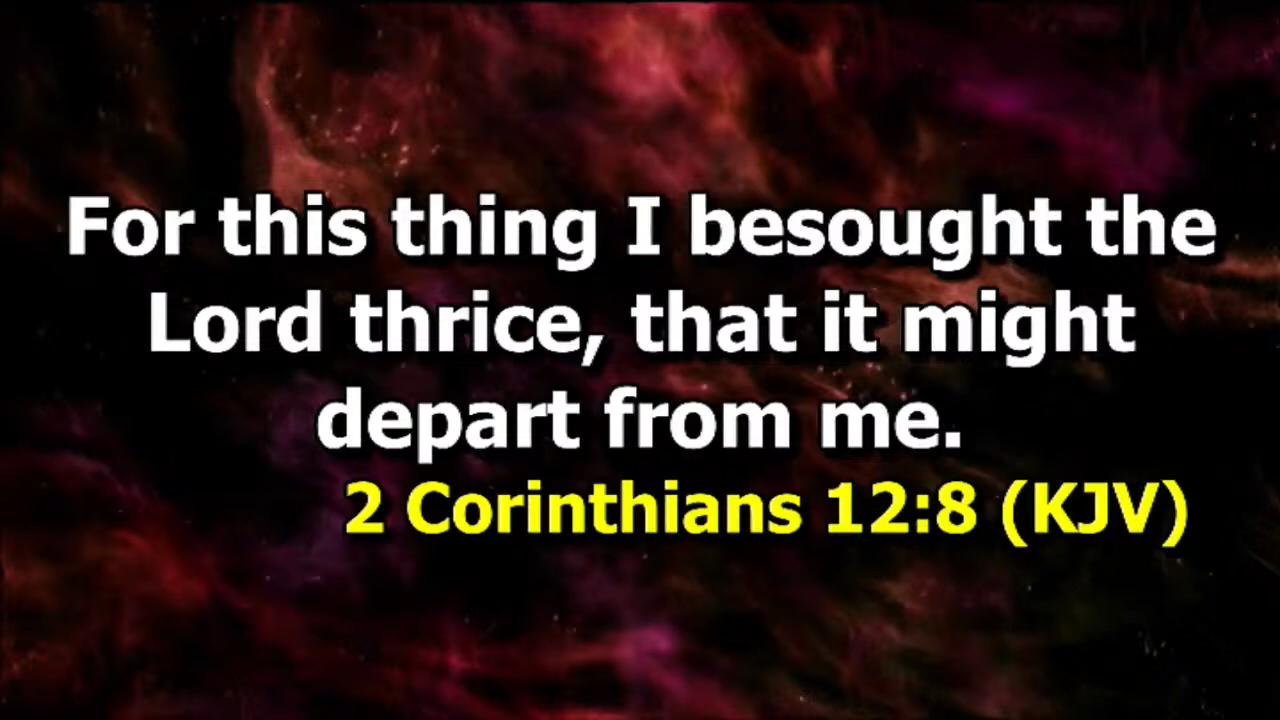 For this thing I besought the
Lord thrice, that it might
depart from me.
2 Corinthians 12:8 (KJV)